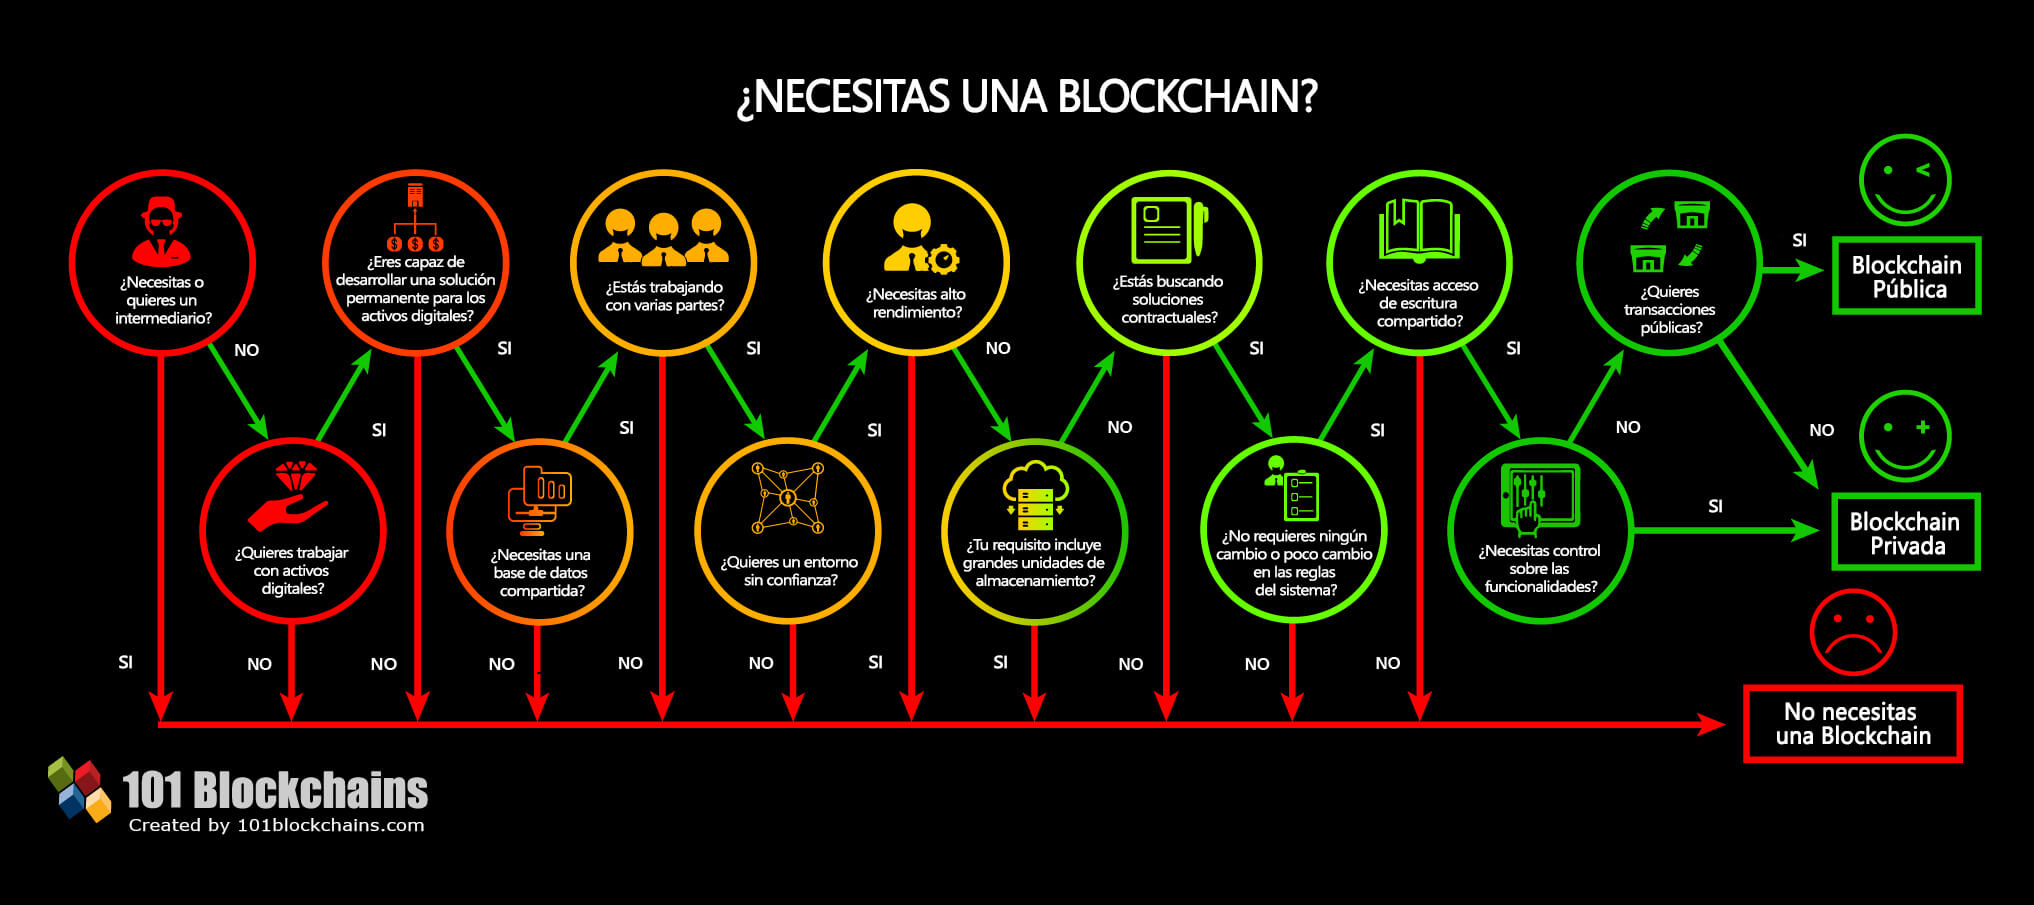 ¿NECESITAS UNA BLOCKCHAIN?
¿Necesitas o
quieres un
intermediario?
NO
SI
¿Quieres trabajar
con activos
digitales?
SI
NO
¿Eres capaz de
desarrollar una solución
permanente para los
activos digitales?
SI
NO
¿Necesitas una
base de datos
compartida?
SI
NO
¿Estás trabajando
con varias partes?
SI
NO
¿Quieres un entorno
sin confianza?
SI
NO
¿Necesitas alto
rendimiento?
NO
SI
¿Tu requisito incluye
grandes unidades de
almacenamiento?
NO
SI
¿Estás buscando
soluciones
contractuales?
SI
NO
¿No requieres ningún
cambio o poco cambio
en las reglas
del sistema?
SI
NO
¿Necesitas acceso
de escritura
compartido?
SI
NO
¿Necesitas control
sobre las
funcionalidades?
NO
SI
¿Quieres
transacciones
públicas?
SI
NO
Blockchain
Pública
Blockchain
Privada
No necesitas
una Blockchain
101 Blockchains
Created by 101blockchains.com